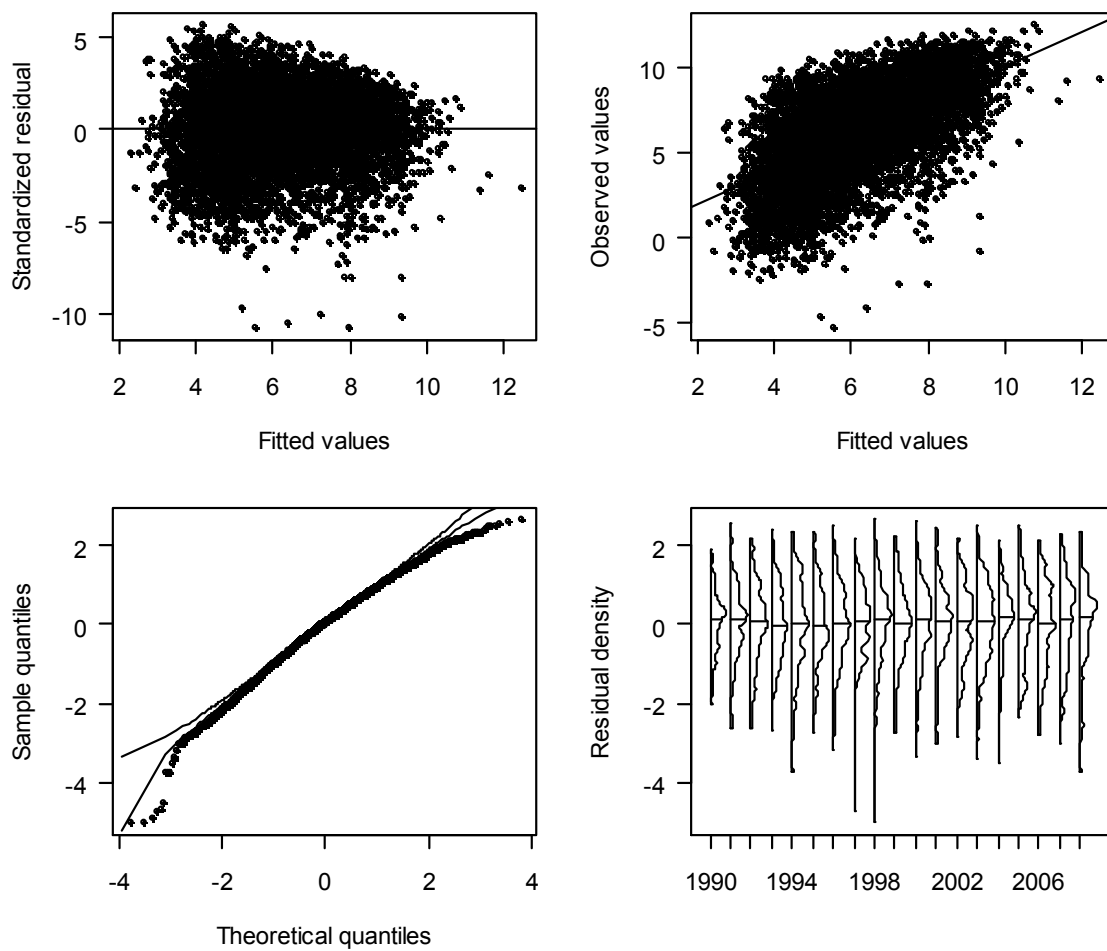 Standardized residual
5
0
-5
-10
2 4 6 8 10 12
Fitted values
Observed values
10
5
0
-5
2 4 6 8 10 12
Fitted values
Sample quantiles
2
0
-2
-4
-4 -2 0 2 4
Theoretical quantiles
Residual density
2
0
-2
-4
1990 1994 1998 2002 2006